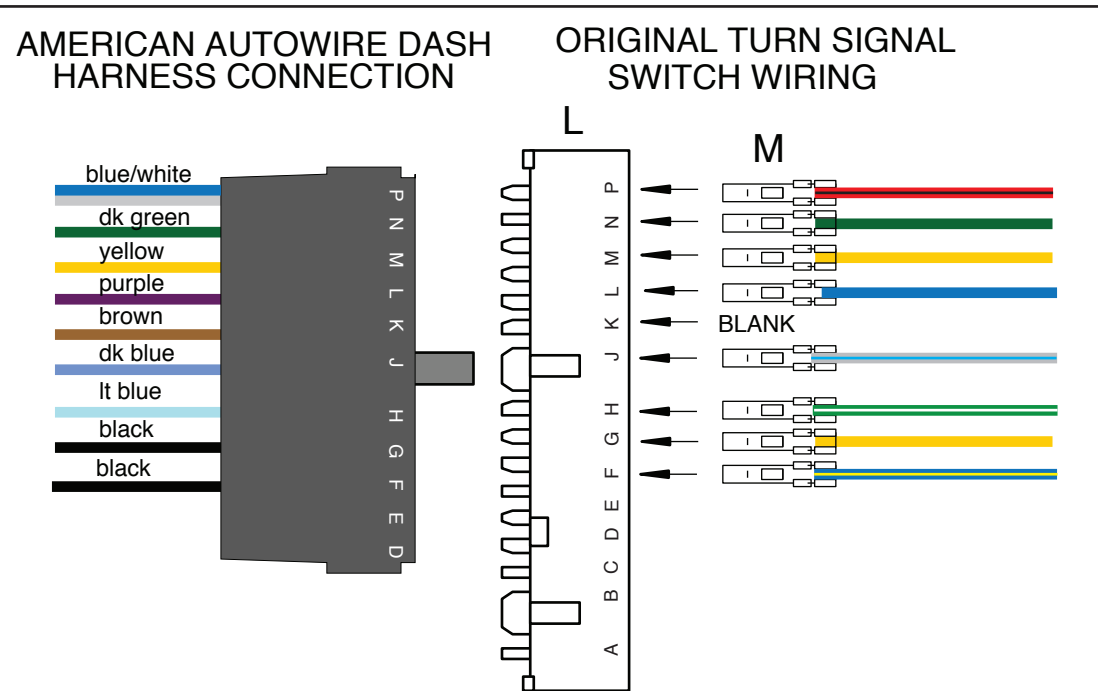 AMERICAN AUTOWIRE DASH
HARNESS CONNECTION
ORIGINAL TURN SIGNAL
SWITCH WIRING
L
M
blue/white
dk green
yellow
purple
brown
dk blue
lt blue
black
black
P
N
M
L
K
J
H
G
F
E
D
P
N
M
L
K
J
H
G
F
E
D
C
B
A
BLANK